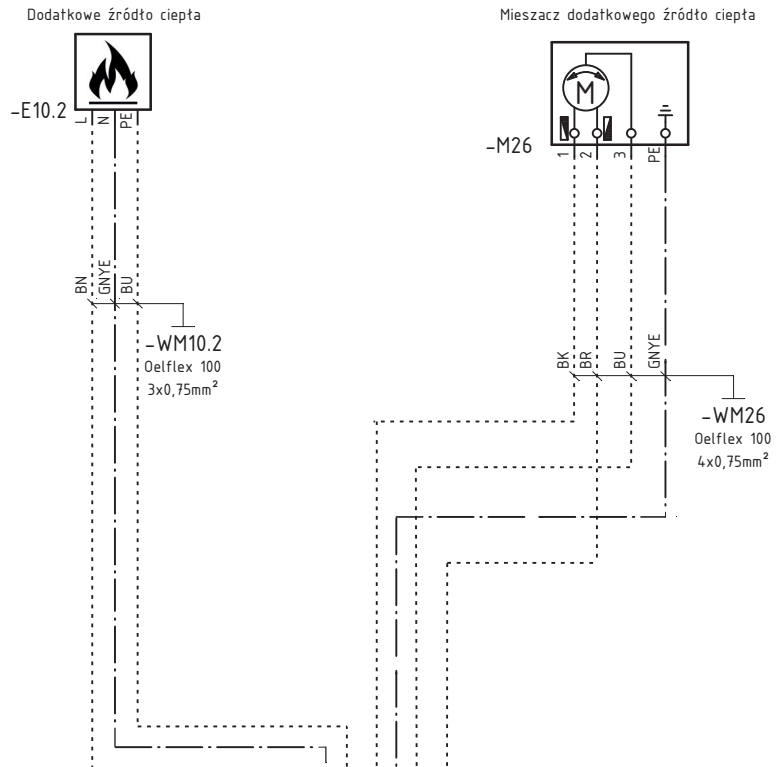 Dodatkowe źródło ciepła
Mieszacz dodatkowego źródło ciepła
-E10.2
L
N
PE
M
-M26
1
2
3
PE
BN
GNYE
BU
-WM10.2
Oelflex 100
3x0,75mm²
BK
BR
BU
GNYE
-WM26
Oelflex 100
4x0,75mm²